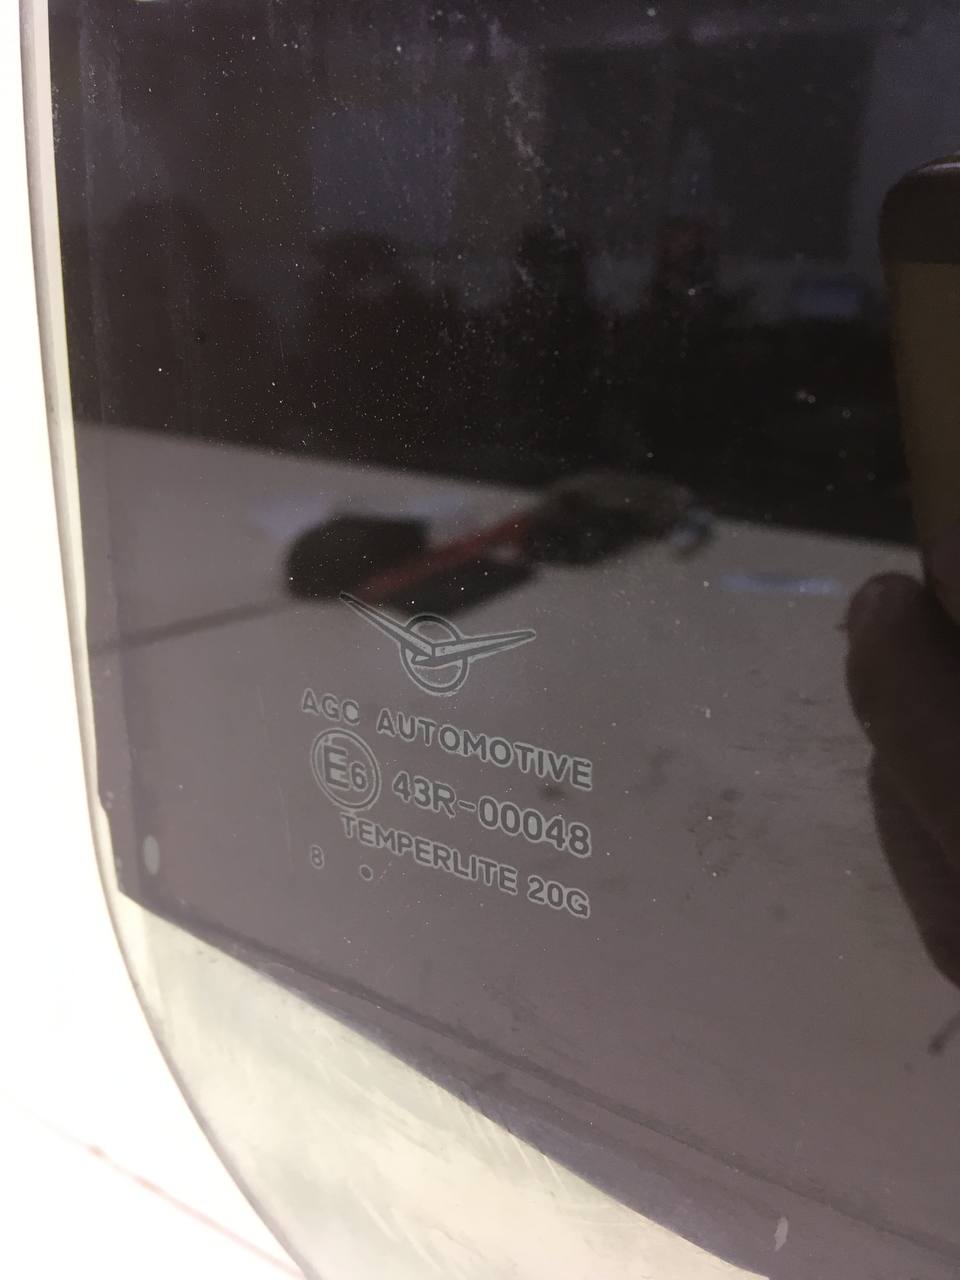 AGC AUTOMOTIVE
E6 43R-00048
TEMPERLITE 20G
8 .